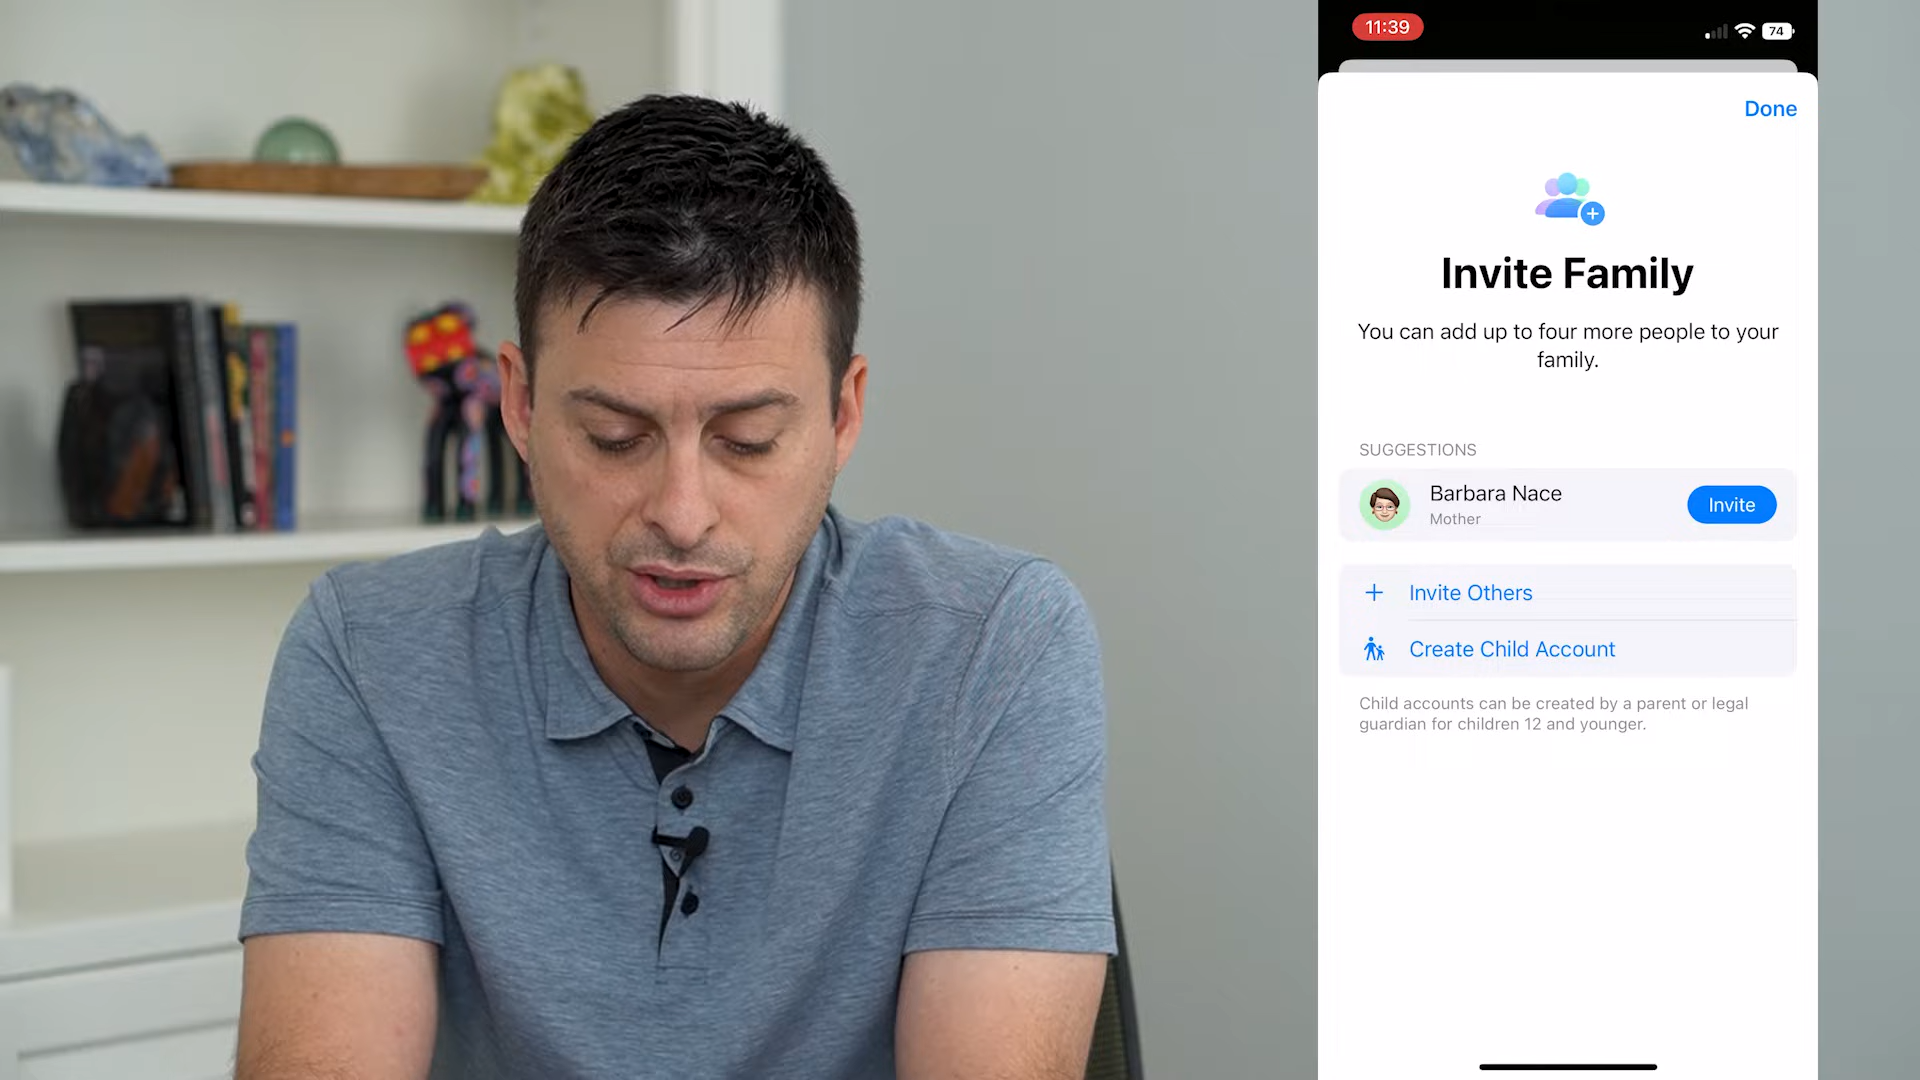 11:39
74
Done
Invite Family
You can add up to four more people to your
family.
SUGGESTIONS
Barbara Nace
Mother
Invite
Invite Others
Create Child Account
Child accounts can be created by a parent or legal
guardian for children 12 and younger.